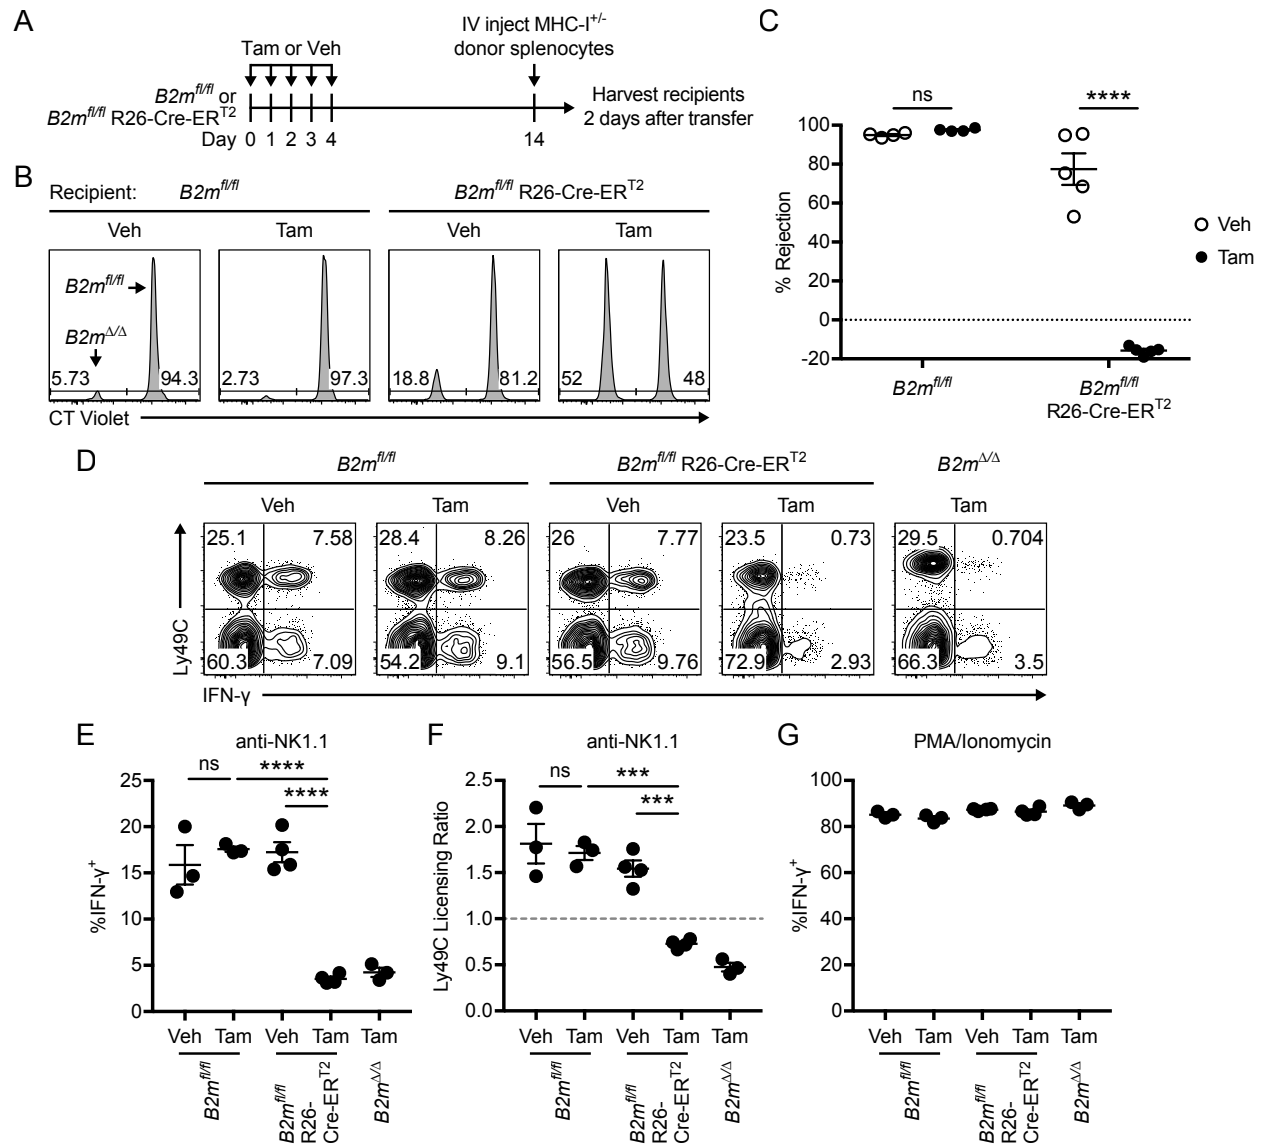 A
IV inject MHC-I+/-
donor splenocytes
Tam or Veh
B2mfl/fl or
B2mfl/fl R26-Cre-ERT2
Day 0 1 2 3 4 14
Harvest recipients
2 days after transfer
B
Recipient: B2mfl/fl B2mfl/fl R26-Cre-ERT2
Veh Tam Veh Tam
B2mfl/fl
B2mΔ/Δ
5.73 94.3 2.73 97.3 18.8 81.2 52 48
CT Violet
C
ns ****
% Rejection
100
80
60
40
20
0
-20
B2mfl/fl B2mfl/fl
R26-Cre-ERT2
Veh
Tam
D
B2mfl/fl B2mfl/fl R26-Cre-ERT2 B2mΔ/Δ
Veh Tam Veh Tam Tam
25.1 7.58 28.4 8.26 26 7.77 23.5 0.73 29.5 0.704
60.3 7.09 54.2 9.1 56.5 9.76 72.9 2.93 66.3 3.5
Ly49C
IFN-γ
E
anti-NK1.1
ns ****
****
%IFN-γ+
25
20
15
10
5
0
Veh Tam Veh Tam Tam
B2mfl/fl
B2mfl/fl
R26-
Cre-ERT2
B2mΔ/Δ
F
anti-NK1.1
ns ***
***
Ly49C Licensing Ratio
2.5
2.0
1.5
1.0
0.5
0.0
Veh Tam Veh Tam Tam
B2mfl/fl
B2mfl/fl
R26-
Cre-ERT2
B2mΔ/Δ
G
PMA/Ionomycin
%IFN-γ+
100
80
60
40
20
0
Veh Tam Veh Tam Tam
B2mfl/fl
B2mfl/fl
R26-
Cre-ERT2
B2mΔ/Δ